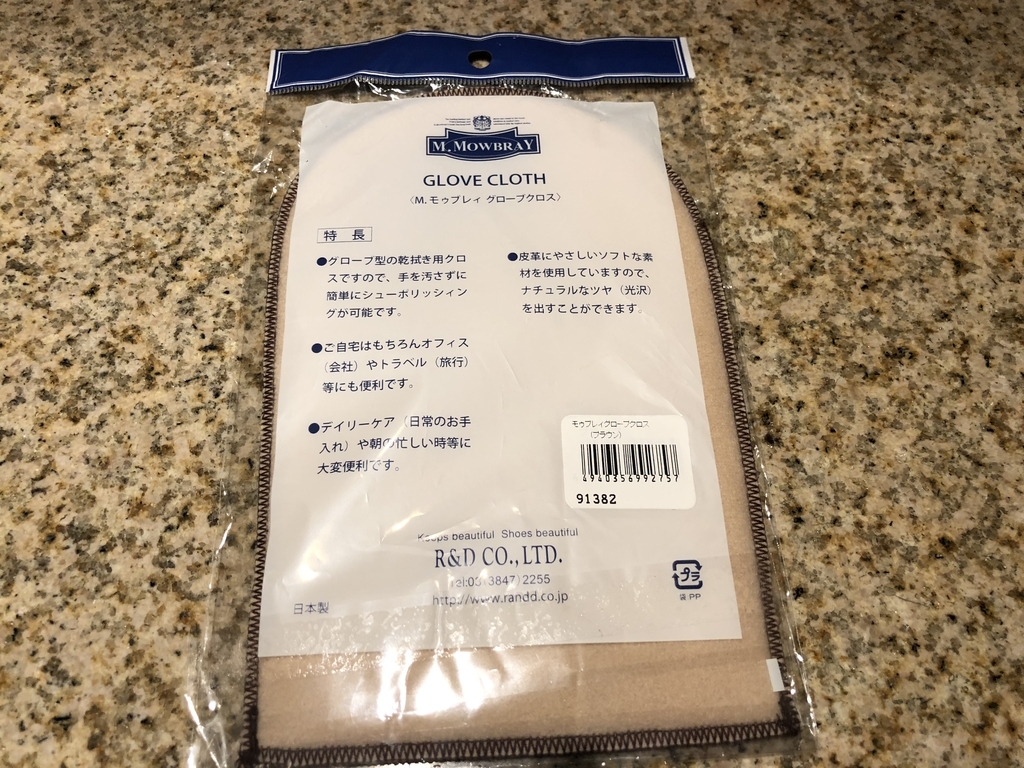 M. MOWBRAY
GLOVE CLOTH
〈M.モゥブレィ グローブクロス〉
特 長
●グローブ型の乾拭き用クロ
スですので、手を汚さずに
簡単にシューポリッシィン
グが可能です。
●ご自宅はもちろんオフィス
(会社)やトラベル(旅行)
等にも便利です。
●デイリーケア(日常のお手
入れ)や朝の忙しい時等に
大変便利です。
●皮革にやさしいソフトな素
材を使用していますので、
ナチュラルなツヤ(光沢)
を出すことができます。
モゥブレィグローブクロス
(ブラウン)
4940356992757
91382
Keeps beautiful Shoes beautiful
R&D CO.,LTD.
Tel:03(3847)2255
http://www.randd.co.jp
日本製
プラ
袋 PP